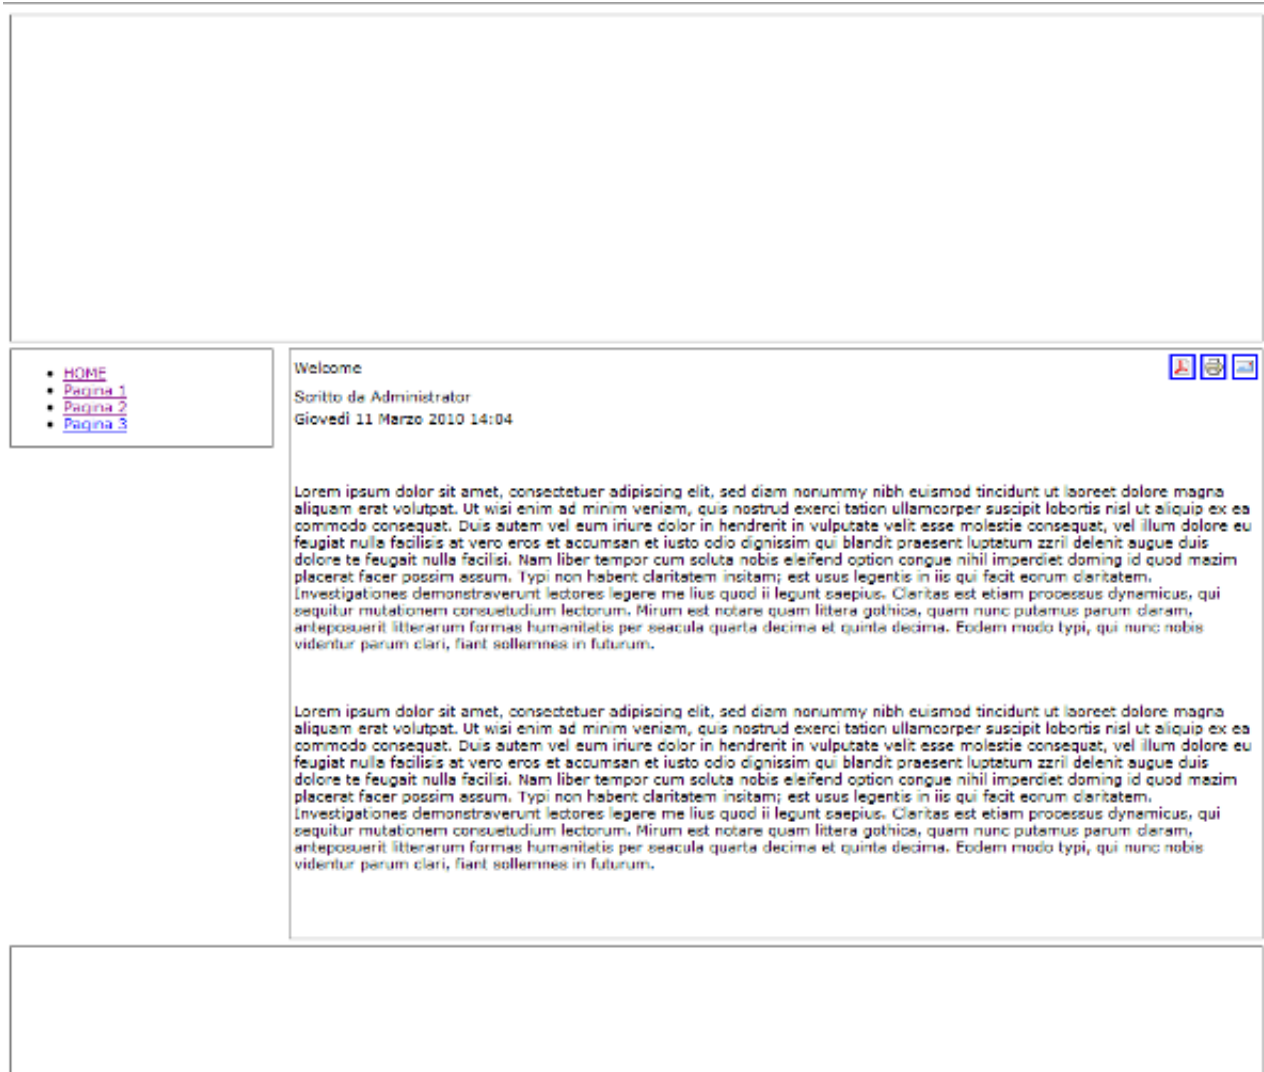 HOME
Pagina 1
Pagina 2
Pagina 3
Welcome
Scritto da Administrator
Giovedì 11 Marzo 2010 14:04
Lorem ipsum dolor sit amet, consectetuer adipiscing elit, sed diam nonummy nibh euismod tincidunt ut laoreet dolore magna
aliquam erat volutpat. Ut wisi enim ad minim veniam, quis nostrud exerci tation ullamcorper suscipit lobortis nisl ut aliquip ex ea
commodo consequat. Duis autem vel eum iriure dolor in hendrerit in vulputate velit esse molestie consequat, vel illum dolore eu
feugiat nulla facilisis at vero eros et accumsan et iusto odio dignissim qui blandit praesent luptatum zzril delenit augue duis
dolore te feugait nulla facilisi. Nam liber tempor cum soluta nobis eleifend option congue nihil imperdiet doming id quod mazim
placerat facer possim assum. Typi non habent claritatem insitam; est usus legentis in iis qui facit eorum claritatem.
Investigationes demonstraverunt lectores legere me lius quod ii legunt saepius. Claritas est etiam processus dynamicus, qui
sequitur mutationem consuetudium lectorum. Mirum est notare quam littera gothica, quam nunc putamus parum claram,
anteposuerit litterarum formas humanitatis per seacula quarta decima et quinta decima. Eodem modo typi, qui nunc nobis
videntur parum clari, fiant sollemnes in futurum.
Lorem ipsum dolor sit amet, consectetuer adipiscing elit, sed diam nonummy nibh euismod tincidunt ut laoreet dolore magna
aliquam erat volutpat. Ut wisi enim ad minim veniam, quis nostrud exerci tation ullamcorper suscipit lobortis nisl ut aliquip ex ea
commodo consequat. Duis autem vel eum iriure dolor in hendrerit in vulputate velit esse molestie consequat, vel illum dolore eu
feugiat nulla facilisis at vero eros et accumsan et iusto odio dignissim qui blandit praesent luptatum zzril delenit augue duis
dolore te feugait nulla facilisi. Nam liber tempor cum soluta nobis eleifend option congue nihil imperdiet doming id quod mazim
placerat facer possim assum. Typi non habent claritatem insitam; est usus legentis in iis qui facit eorum claritatem.
Investigationes demonstraverunt lectores legere me lius quod ii legunt saepius. Claritas est etiam processus dynamicus, qui
sequitur mutationem consuetudium lectorum. Mirum est notare quam littera gothica, quam nunc putamus parum claram,
anteposuerit litterarum formas humanitatis per seacula quarta decima et quinta decima. Eodem modo typi, qui nunc nobis
videntur parum clari, fiant sollemnes in futurum.